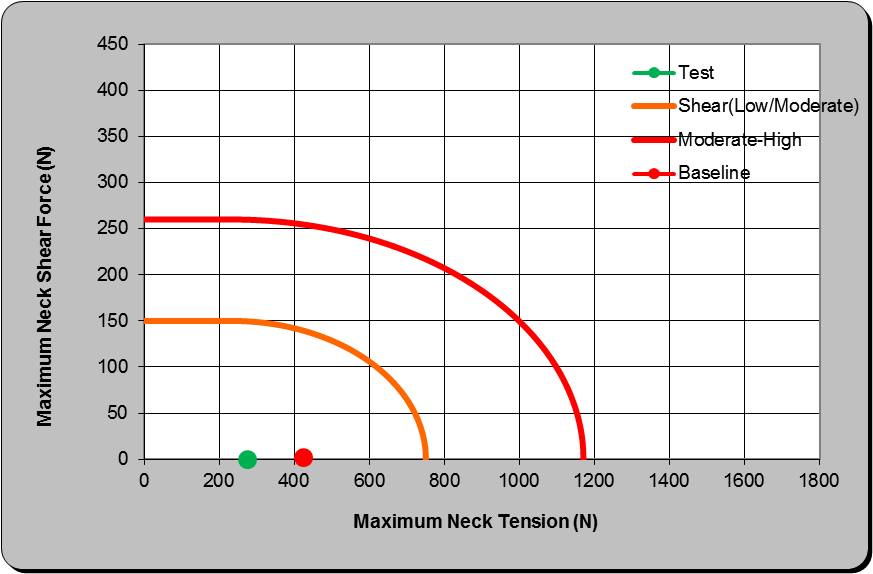 450
400
350
300
250
200
150
100
50
0
Maximum Neck Shear Force (N)
Test
Shear(Low/Moderate)
Moderate-High
Baseline
0 200 400 600 800 1000 1200 1400 1600 1800
Maximum Neck Tension (N)